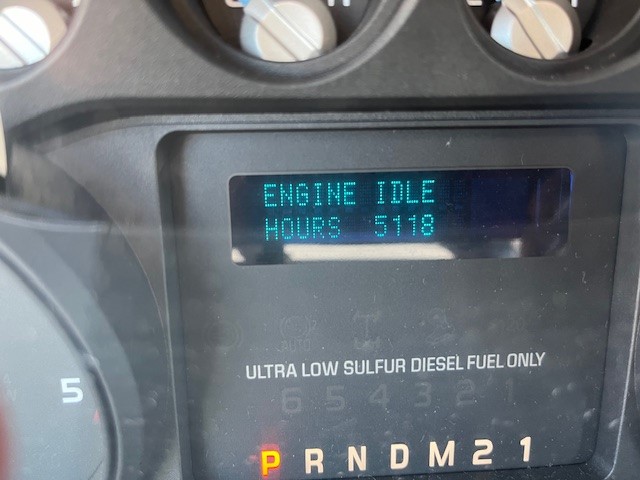 ENGINE IDLE
HOURS 5118
AUTO
ULTRA LOW SULFUR DIESEL FUEL ONLY
6 5 4 3 2 1
5
P R N D M 2 1